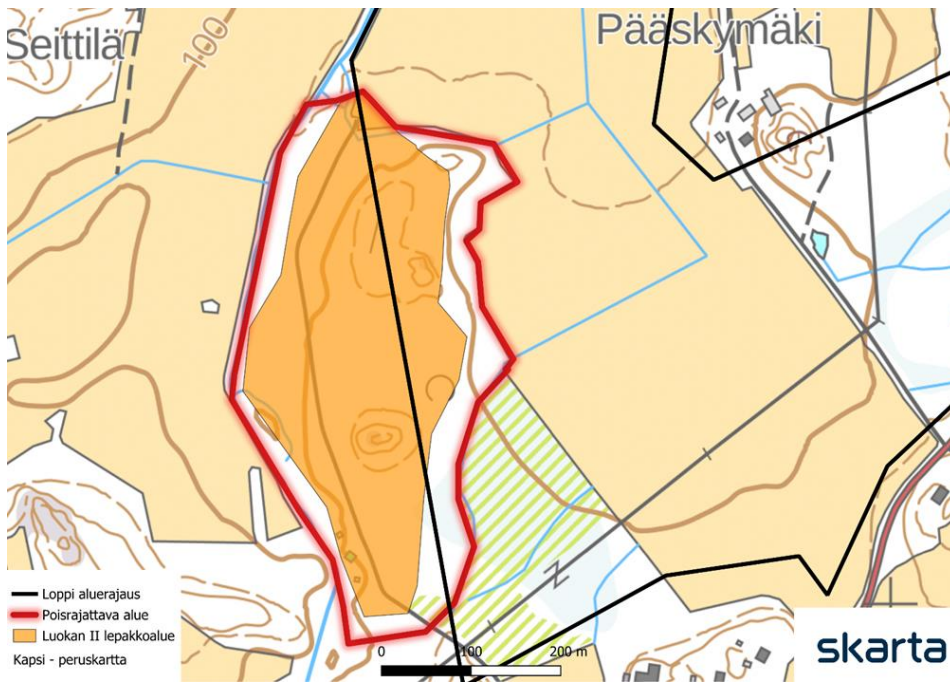 Seittilä
100
Pääskymäki
Loppi aluerajaus
Poisrajattava alue
Luokan II lepakkoalue
Kapsi - peruskartta
0 100 200 m
skarta